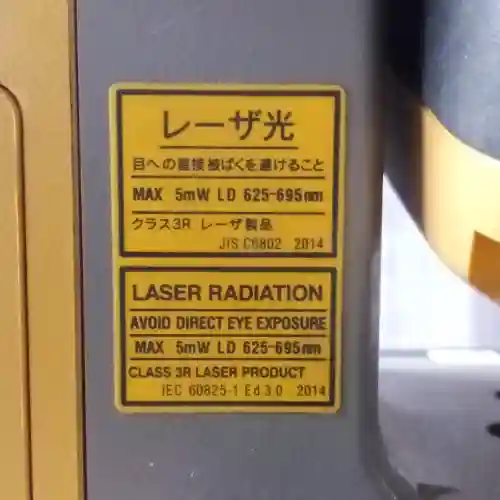 レーザ光
目への直接被ばくを避けること
MAX 5mW LD 625-695nm
クラス3R レーザ製品
JIS C6802 2014
LASER RADIATION
AVOID DIRECT EYE EXPOSURE
MAX 5mW LD 625-695nm
CLASS 3R LASER PRODUCT
IEC 60825-1 Ed 3.0 2014